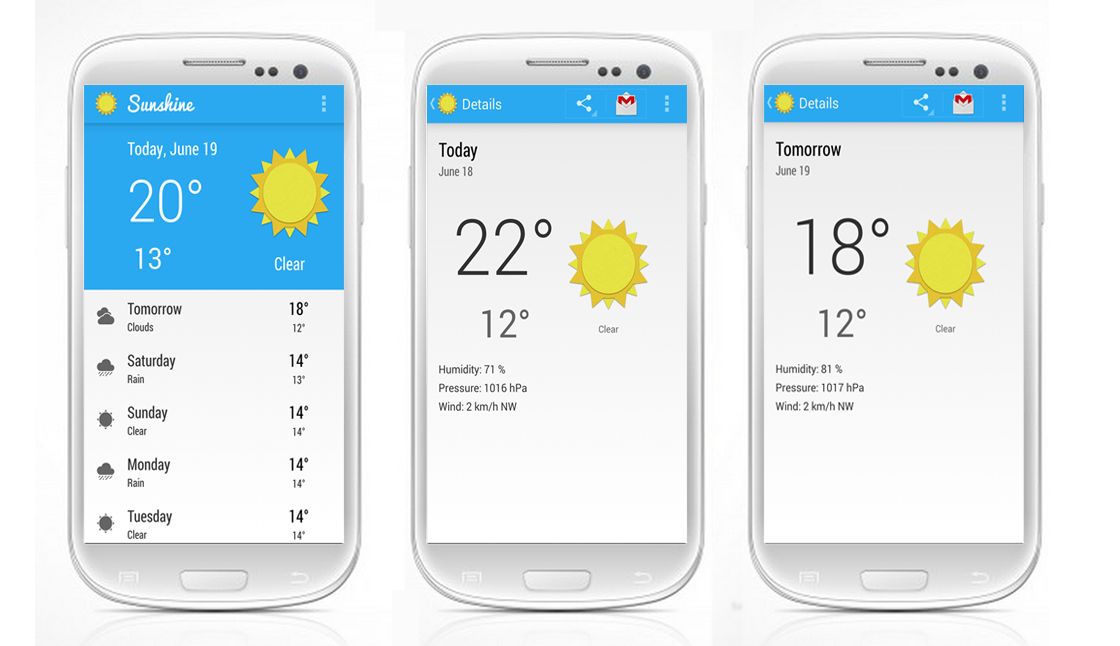 Sunshine
Today, June 19
20°
13°
Clear
Tomorrow 18°
Clouds 12°
Saturday 14°
Rain 13°
Sunday 14°
Clear 14°
Monday 14°
Rain 14°
Tuesday 14°
Clear 14°
Details
Today
June 18
22°
12°
Clear
Humidity: 71 %
Pressure: 1016 hPa
Wind: 2 km/h NW
Details
Tomorrow
June 19
18°
12°
Clear
Humidity: 81 %
Pressure: 1017 hPa
Wind: 2 km/h NW